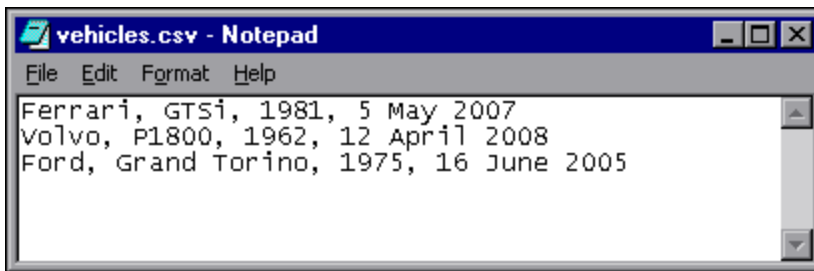 vehicles.csv - Notepad
File Edit Format Help
Ferrari, GTSi, 1981, 5 May 2007
Volvo, P1800, 1962, 12 April 2008
Ford, Grand Torino, 1975, 16 June 2005